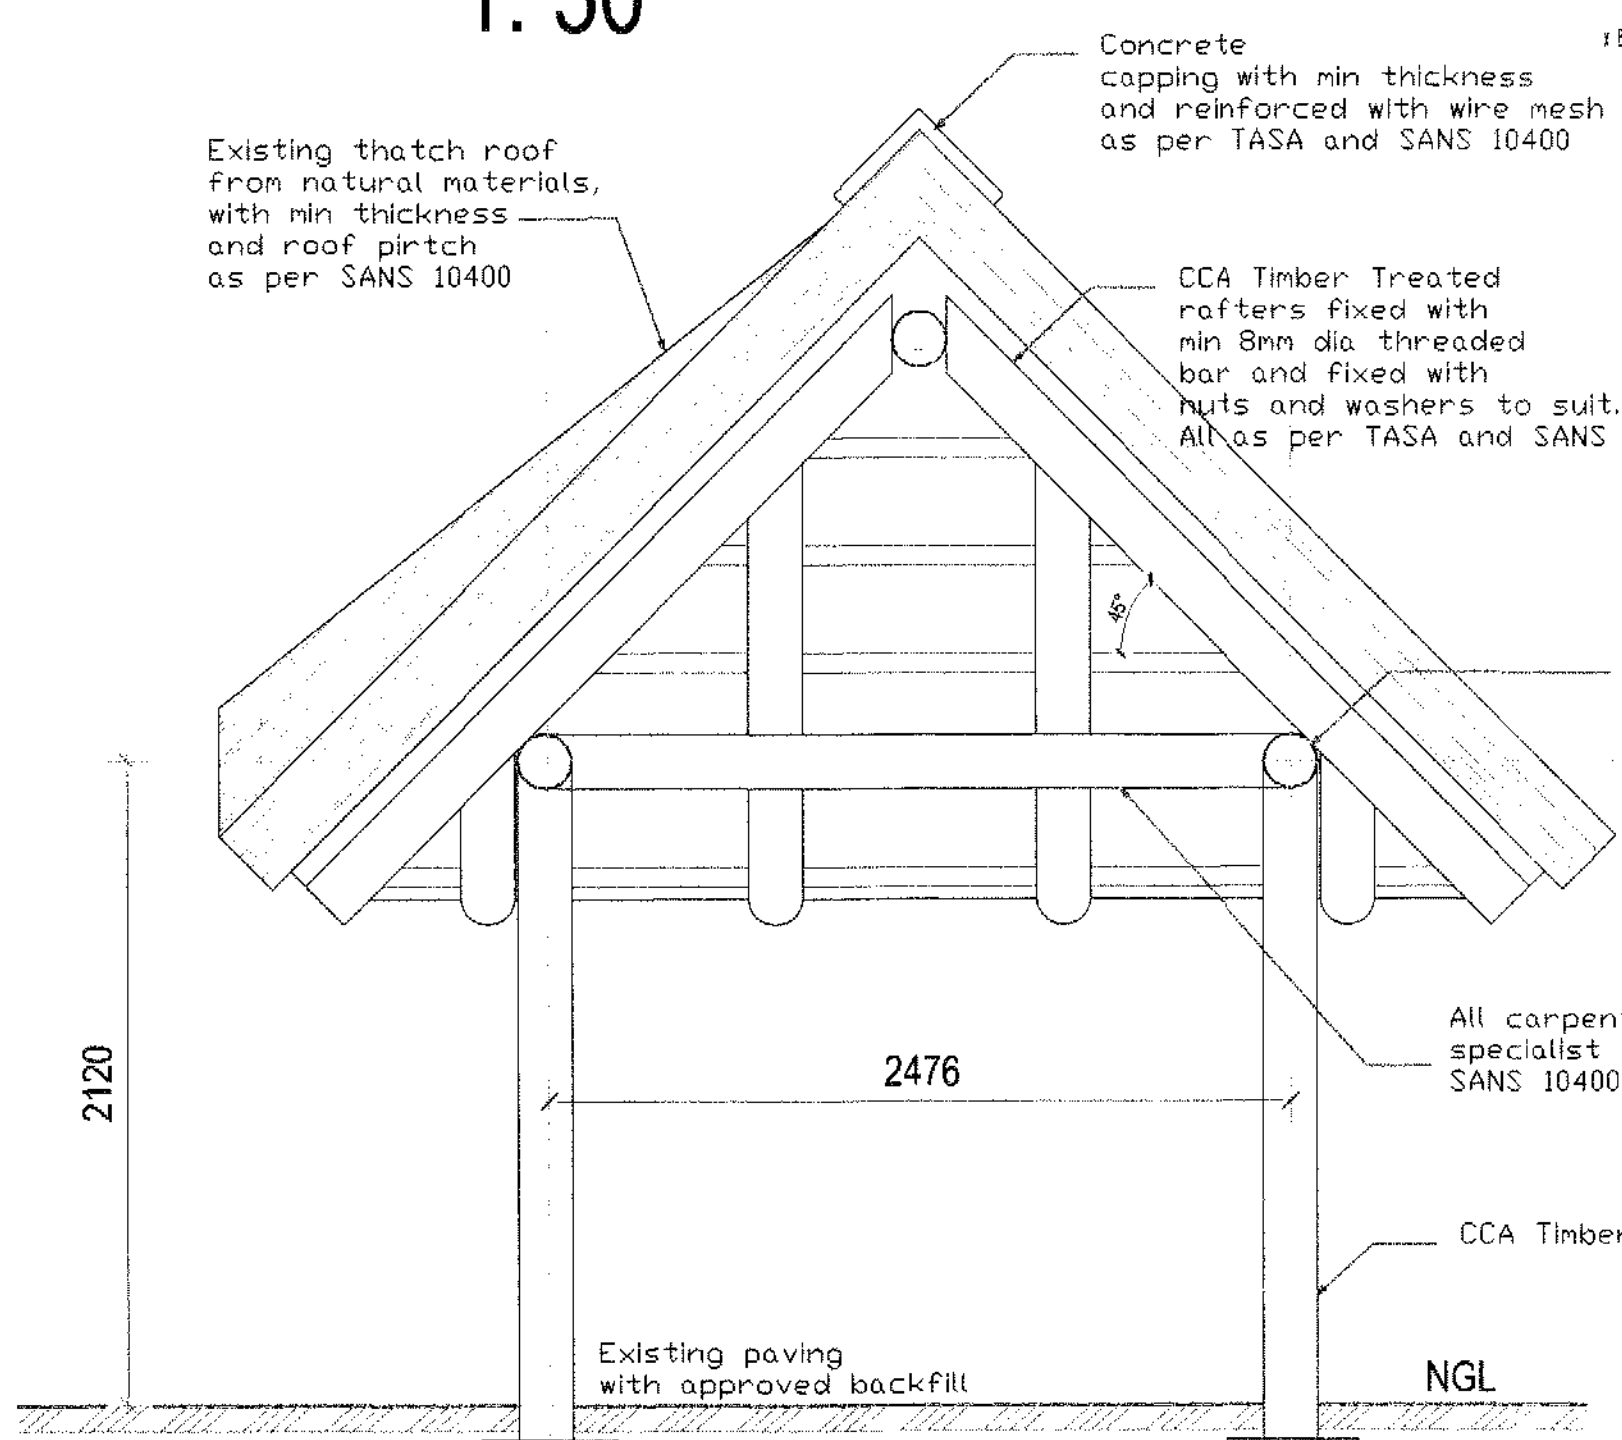 1:50
Concrete
capping with min thickness
and reinforced with wire mesh
as per TASA and SANS 10400
Existing thatch roof
from natural materials,
with min thickness
and roof pirtch
as per SANS 10400
CCA Timber Treated
rafters fixed with
min 8mm dia threaded
bar and fixed with
nuts and washers to suit.
All as per TASA and SANS
45°
2120
2476
All carpen
specialist
SANS 10400
CCA Timber
Existing paving
with approved backfill
NGL